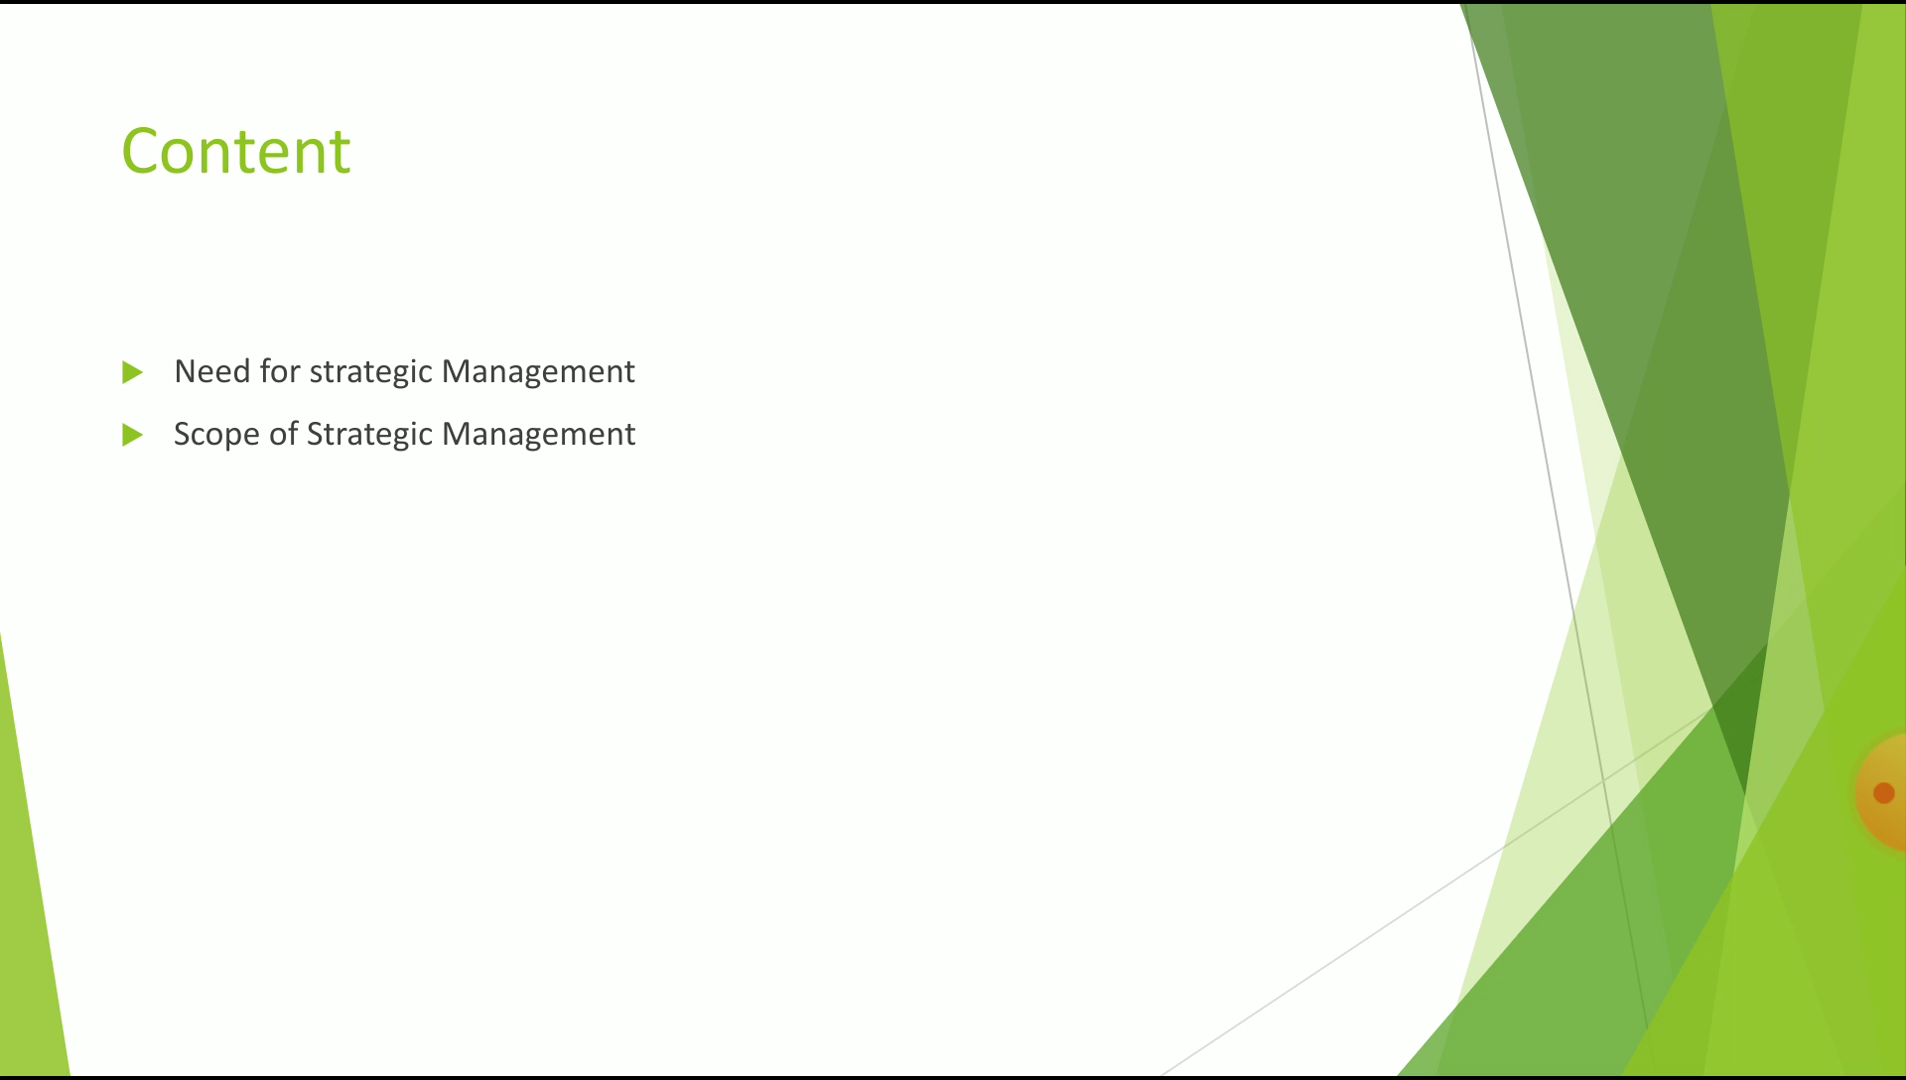 Content
Need for strategic Management
Scope of Strategic Management